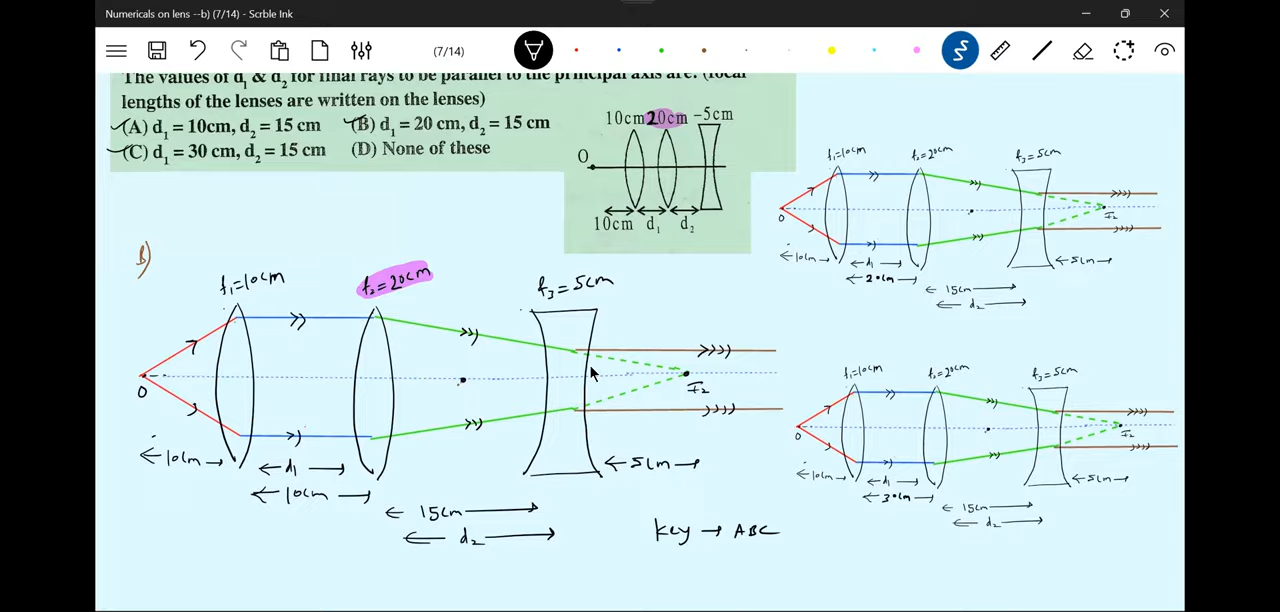 Numericals on lens --b) (7/14) - Scrble Ink
(7/14)
The values of d1 & d2 for final rays to be parallel to the principal axis are: (focal
lengths of the lenses are written on the lenses)
(A) d1 = 10cm, d2 = 15 cm (B) d1 = 20 cm, d2 = 15 cm
(C) d1 = 30 cm, d2 = 15 cm (D) None of these
10cm 20cm -5cm
O
10cm d1 d2
B)
f1=10cm f2=20cm f3=5cm
O
F2
10cm d1 5cm
10cm
15cm
d2
Key → ABC
f1=10cm f2=20cm f3=5cm
O
F2
10cm d1 5cm
20cm
15cm
d2
f1=10cm f2=20cm f3=5cm
O
F2
10cm d1 5cm
30cm
15cm
d2